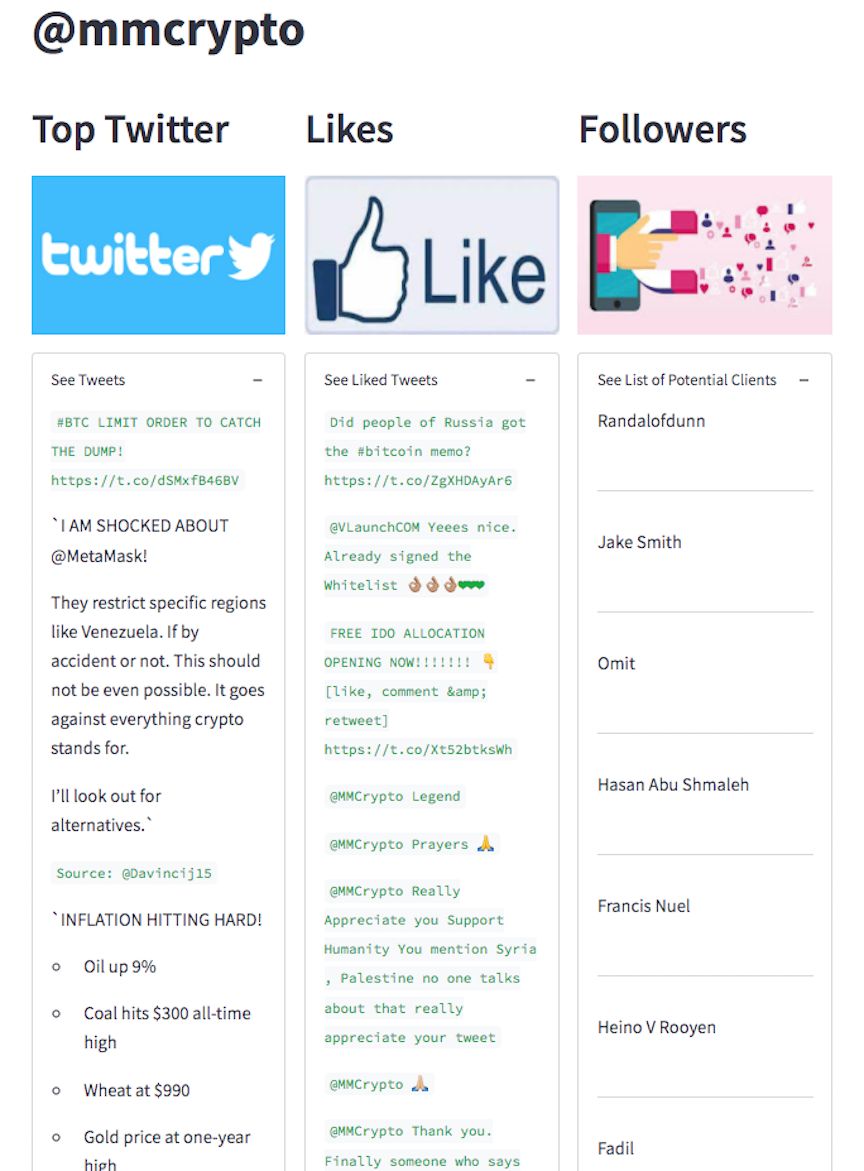 @mmcrypto
Top Twitter
twitter
See Tweets
#BTC LIMIT ORDER TO CATCH
THE DUMP!
https://t.co/dSMxfB46BV
`I AM SHOCKED ABOUT
@MetaMask!
They restrict specific regions
like Venezuela. If by
accident or not. This should
not be even possible. It goes
against everything crypto
stands for.
I'll look out for
alternatives.`
Source: @Davincij15
`INFLATION HITTING HARD!
Oil up 9%
Coal hits $300 all-time
high
Wheat at $990
Gold price at one-year
high
Likes
Like
See Liked Tweets
Did people of Russia got
the #bitcoin memo?
https://t.co/ZgXHDAyAr6
@VLaunchCOM Yeees nice.
Already signed the
Whitelist 👌🏽👌🏽👌🏽💚💚💚
FREE IDO ALLOCATION
OPENING NOW!!!!!!! 👇
[like, comment &amp;
retweet]
https://t.co/Xt52btksWh
@MMCrypto Legend
@MMCrypto Prayers 🙏
@MMCrypto Really
Appreciate you Support
Humanity You mention Syria
, Palestine no one talks
about that really
appreciate your tweet
@MMCrypto 🙏🏼
@MMCrypto Thank you.
Finally someone who says
Followers
See List of Potential Clients
Randalofdunn
Jake Smith
Omit
Hasan Abu Shmaleh
Francis Nuel
Heino V Rooyen
Fadil